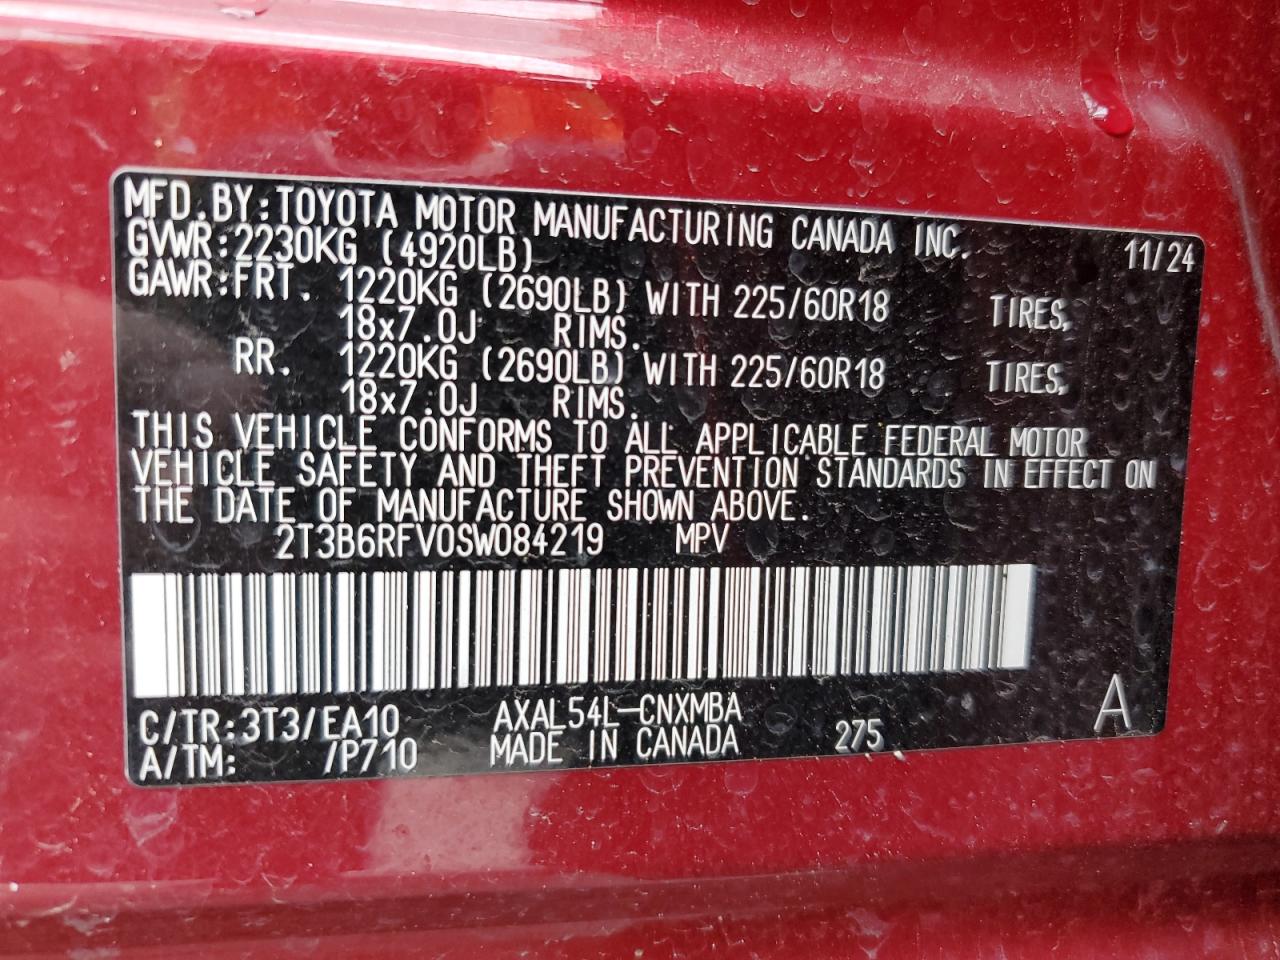 MFD.BY:TOYOTA MOTOR MANUFACTURING CANADA INC. 11/24
GVWR:2230KG (4920LB)
GAWR:FRT. 1220KG (2690LB) WITH 225/60R18 TIRES,
18x7.0J RIMS.
RR. 1220KG (2690LB) WITH 225/60R18 TIRES,
18x7.0J RIMS.
THIS VEHICLE CONFORMS TO ALL APPLICABLE FEDERAL MOTOR
VEHICLE SAFETY AND THEFT PREVENTION STANDARDS IN EFFECT ON
THE DATE OF MANUFACTURE SHOWN ABOVE.
2T3B6RFV0SW084219 MPV
C/TR:3T3/EA10 AXAL54L-CNXMBA A
A/TM: /P710 MADE IN CANADA 275